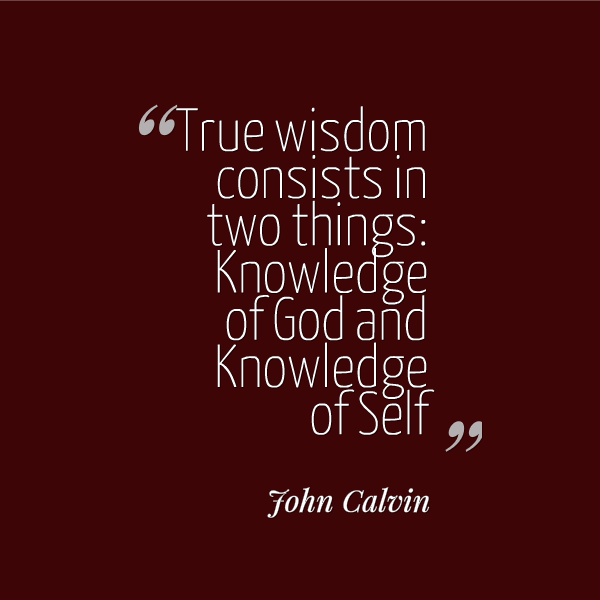 “True wisdom
consists in
two things:
Knowledge
of God and
Knowledge
of Self”
John Calvin